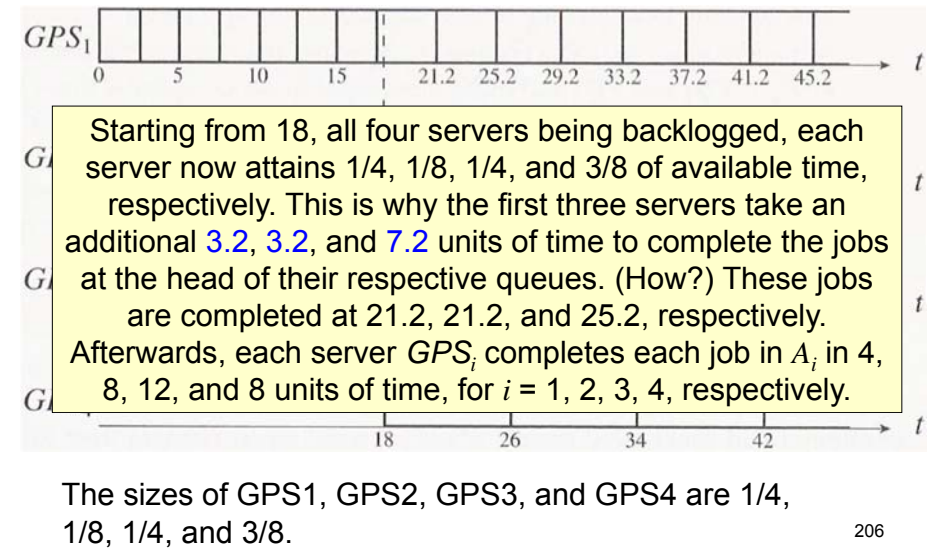 GPS1
t
0 5 10 15 21.2 25.2 29.2 33.2 37.2 41.2 45.2
Starting from 18, all four servers being backlogged, each
server now attains 1/4, 1/8, 1/4, and 3/8 of available time,
t
respectively. This is why the first three servers take an
additional 3.2, 3.2, and 7.2 units of time to complete the jobs
at the head of their respective queues. (How?) These jobs
t
are completed at 21.2, 21.2, and 25.2, respectively.
Afterwards, each server GPSi completes each job in Ai in 4,
8, 12, and 8 units of time, for i = 1, 2, 3, 4, respectively.
t
18 26 34 42
The sizes of GPS1, GPS2, GPS3, and GPS4 are 1/4,
1/8, 1/4, and 3/8.
206